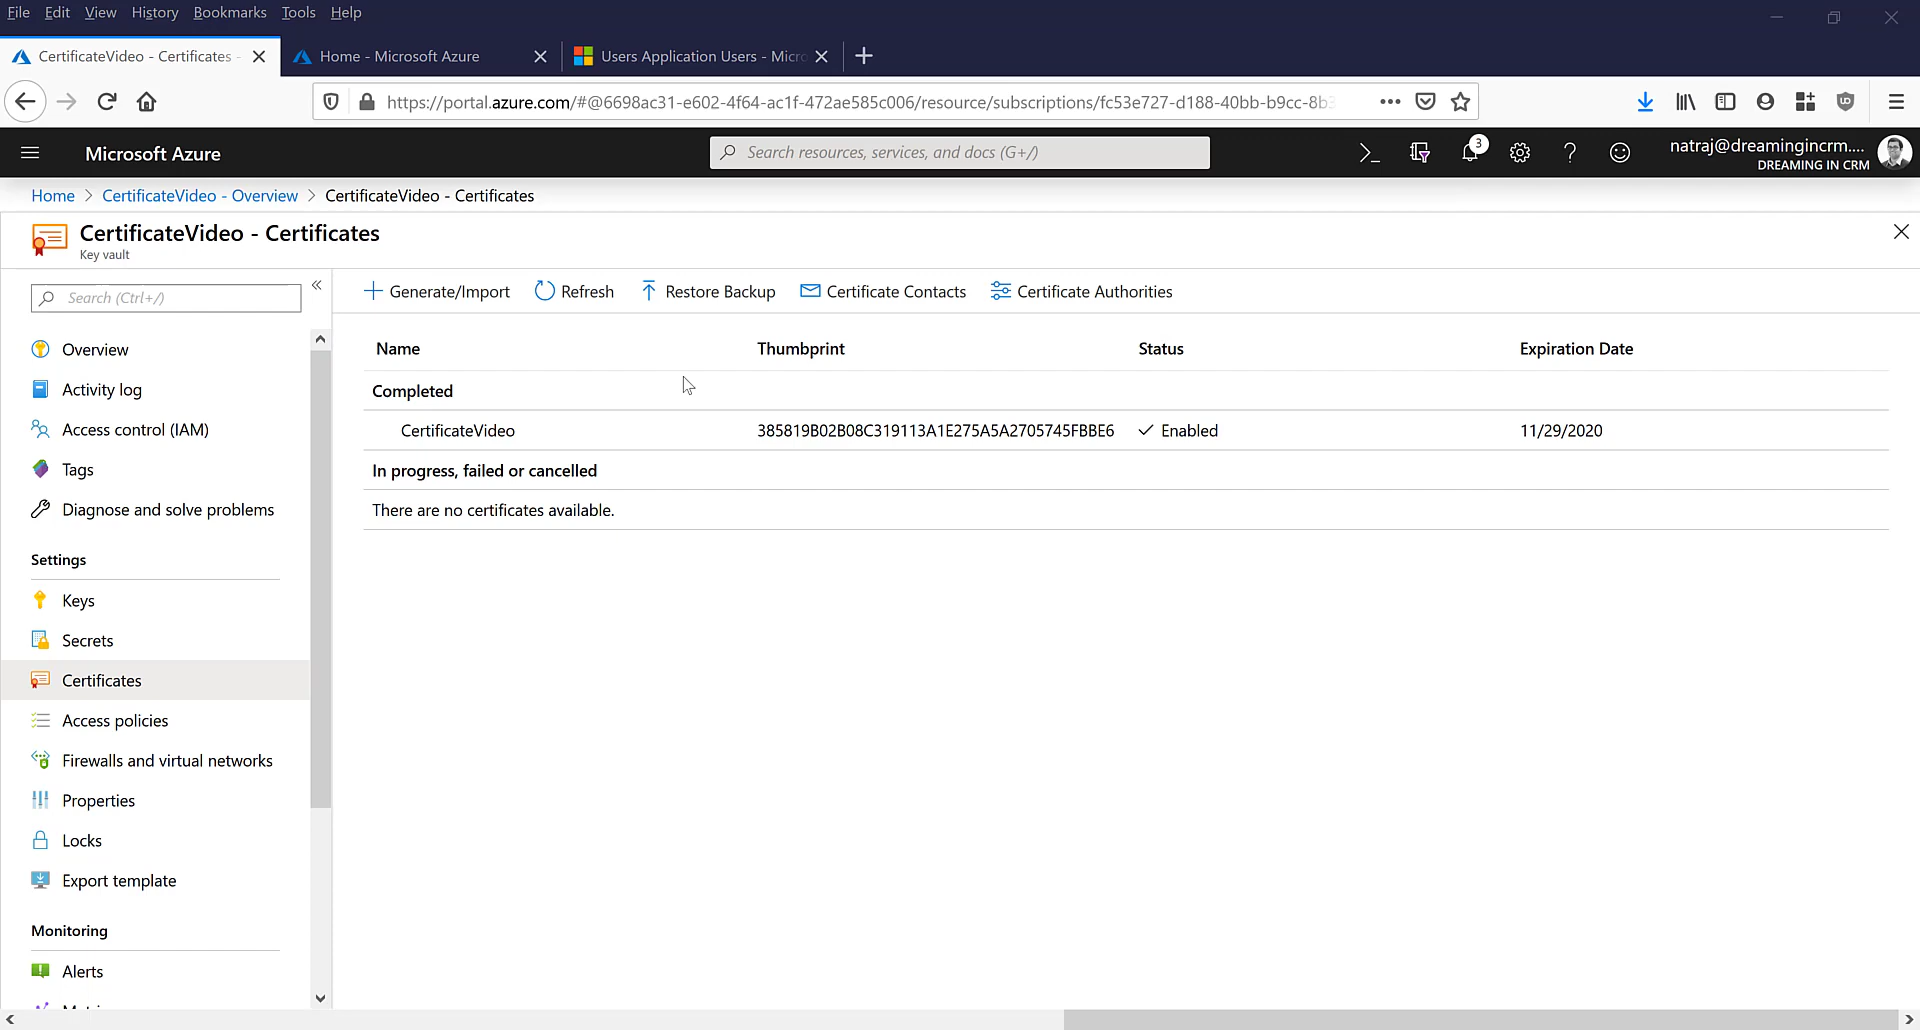 File Edit View History Bookmarks Tools Help
CertificateVideo - Certificates -
Home - Microsoft Azure
Users Application Users - Micro
https://portal.azure.com/#@6698ac31-e602-4f64-ac1f-472ae585c006/resource/subscriptions/fc53e727-d188-40bb-b9cc-8b3
Microsoft Azure
Search resources, services, and docs (G+/)
3
natraj@dreamingincrm....
DREAMING IN CRM
Home > CertificateVideo - Overview > CertificateVideo - Certificates
CertificateVideo - Certificates
Key vault
Search (Ctrl+/)
«
Overview
Activity log
Access control (IAM)
Tags
Diagnose and solve problems
Settings
Keys
Secrets
Certificates
Access policies
Firewalls and virtual networks
Properties
Locks
Export template
Monitoring
Alerts
Generate/Import Refresh Restore Backup Certificate Contacts Certificate Authorities
Name Thumbprint Status Expiration Date
Completed
CertificateVideo 385819B02B08C319113A1E275A5A2705745FBBE6 Enabled 11/29/2020
In progress, failed or cancelled
There are no certificates available.